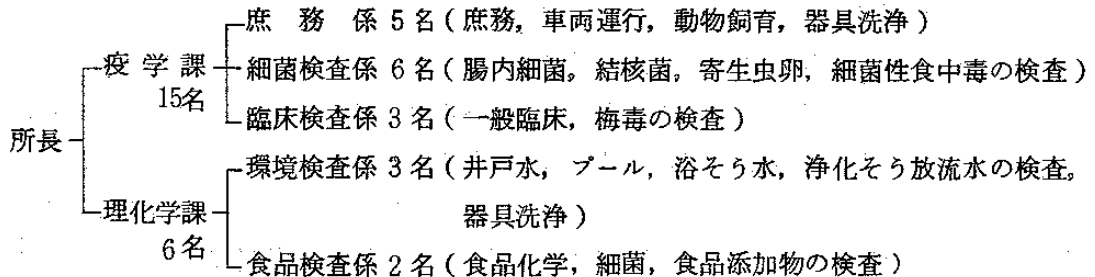 庶務係 5名（庶務，車両運行，動物飼育，器具洗浄）
疫学課
細菌検査係 6名（腸内細菌，結核菌，寄生虫卵，細菌性食中毒の検査）
15名
臨床検査係 3名（一般臨床，梅毒の検査）
所長
環境検査係 3名（井戸水，プール，浴そう水，浄化そう放流水の検査，
理化学課
器具洗浄）
6名
食品検査係 2名（食品化学，細菌，食品添加物の検査）